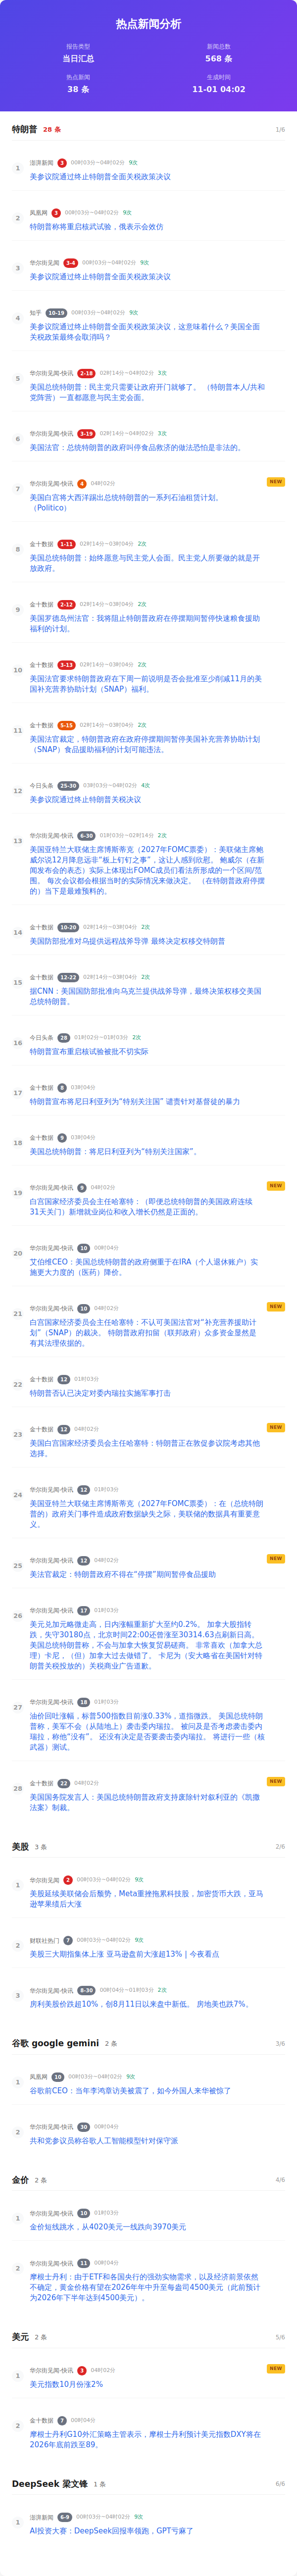 热点新闻分析
报告类型
当日汇总
新闻总数
568 条
热点新闻
38 条
生成时间
11-01 04:02
特朗普 28 条 1/6
1
澎湃新闻 3 00时03分~04时02分 9次
美参议院通过终止特朗普全面关税政策决议
2
凤凰网 3 00时03分~04时02分 9次
特朗普称将重启核武试验，俄表示会效仿
3
华尔街见闻 3-4 00时03分~04时02分 9次
美参议院通过终止特朗普全面关税政策决议
4
知乎 10-19 00时03分~04时02分 9次
美参议院通过终止特朗普全面关税政策决议，这意味着什么？美国全面
关税政策最终会取消吗？
5
华尔街见闻-快讯 2-18 02时14分~04时02分 3次
美国总统特朗普：民主党只需要让政府开门就够了。 （特朗普本人/共和
党阵营）一直都愿意与民主党会面。
6
华尔街见闻-快讯 3-19 02时14分~04时02分 3次
美国法官：总统特朗普的政府叫停食品救济的做法恐怕是非法的。
7
华尔街见闻-快讯 4 04时02分 NEW
美国白宫将大西洋踢出总统特朗普的一系列石油租赁计划。
（Politico）
8
金十数据 1-11 02时14分~03时04分 2次
美国总统特朗普：始终愿意与民主党人会面。民主党人所要做的就是开
放政府。
9
金十数据 2-12 02时14分~03时04分 2次
美国罗德岛州法官：我将阻止特朗普政府在停摆期间暂停快速粮食援助
福利的计划。
10
金十数据 3-13 02时14分~03时04分 2次
美国法官要求特朗普政府在下周一前说明是否会批准至少削减11月的美
国补充营养协助计划（SNAP）福利。
11
金十数据 5-15 02时14分~03时04分 2次
美国法官裁定，特朗普政府在政府停摆期间暂停美国补充营养协助计划
（SNAP）食品援助福利的计划可能违法。
12
今日头条 25-30 03时03分~04时02分 4次
美参议院通过终止特朗普关税决议
13
华尔街见闻-快讯 6-30 01时03分~02时14分 2次
美国亚特兰大联储主席博斯蒂克（2027年FOMC票委）：美联储主席鲍
威尔说12月降息远非“板上钉钉之事”，这让人感到欣慰。 鲍威尔（在新
闻发布会的表态）实际上体现出FOMC成员们看法所形成的一个区间/范
围。 每次会议都会根据当时的实际情况来做决定。 （在特朗普政府停摆
的）当下是最难预料的。
14
金十数据 10-20 02时14分~03时04分 2次
美国防部批准对乌提供远程战斧导弹 最终决定权移交特朗普
15
金十数据 12-22 02时14分~03时04分 2次
据CNN：美国国防部批准向乌克兰提供战斧导弹，最终决策权移交美国
总统特朗普。
16
今日头条 28 01时02分~01时03分 2次
特朗普宣布重启核试验被批不切实际
17
金十数据 8 03时04分
特朗普宣布将尼日利亚列为“特别关注国” 谴责针对基督徒的暴力
18
金十数据 9 03时04分
美国总统特朗普：将尼日利亚列为“特别关注国家”。
19
华尔街见闻-快讯 9 04时02分 NEW
白宫国家经济委员会主任哈塞特：（即便总统特朗普的美国政府连续
31天关门）新增就业岗位和收入增长仍然是正面的。
20
华尔街见闻-快讯 10 00时04分
艾伯维CEO：美国总统特朗普的政府侧重于在IRA（个人退休账户）实
施更大力度的（医药）降价。
21
华尔街见闻-快讯 10 04时02分 NEW
白宫国家经济委员会主任哈塞特：不认可美国法官对“补充营养援助计
划”（SNAP）的裁决。 特朗普政府扣留（联邦政府）众多资金显然是
有其法理依据的。
22
金十数据 12 01时03分
特朗普否认已决定对委内瑞拉实施军事打击
23
金十数据 12 04时02分 NEW
美国白宫国家经济委员会主任哈塞特：特朗普正在敦促参议院考虑其他
选择。
24
华尔街见闻-快讯 12 01时03分
美国亚特兰大联储主席博斯蒂克（2027年FOMC票委）：在（总统特朗
普的）政府关门事件造成政府数据缺失之际，美联储的数据具有重要意
义。
25
华尔街见闻-快讯 12 04时02分 NEW
美法官裁定：特朗普政府不得在“停摆”期间暂停食品援助
26
华尔街见闻-快讯 17 01时03分
美元兑加元略微走高，日内涨幅重新扩大至约0.2%。 加拿大股指转
跌，失守30180点，北京时间22:00还曾涨至30314.63点刷新日高。
美国总统特朗普称，不会与加拿大恢复贸易磋商。 非常喜欢（加拿大总
理）卡尼，（但）加拿大过去做错了。 卡尼为（安大略省在美国针对特
朗普关税投放的）关税商业广告道歉。
27
华尔街见闻-快讯 18 01时03分
油价回吐涨幅，标普500指数目前涨0.33%，道指微跌。 美国总统特朗
普称，美军不会（从陆地上）袭击委内瑞拉。 被问及是否考虑袭击委内
瑞拉，称他“没有”。 还没有决定是否要袭击委内瑞拉。 将进行一些（核
武器）测试。
28
金十数据 22 04时02分 NEW
美国国务院发言人：美国总统特朗普政府支持废除针对叙利亚的《凯撒
法案》制裁。
美股 3 条 2/6
1
华尔街见闻 2 00时03分~04时02分 9次
美股延续美联储会后颓势，Meta重挫拖累科技股，加密货币大跌，亚马
逊苹果绩后大涨
2
财联社热门 7 00时03分~04时02分 9次
美股三大期指集体上涨 亚马逊盘前大涨超13% | 今夜看点
3
华尔街见闻-快讯 8-30 00时04分~01时03分 2次
房利美股价跌超10%，创8月11日以来盘中新低。 房地美也跌7%。
谷歌 google gemini 2 条 3/6
1
凤凰网 10 00时03分~04时02分 9次
谷歌前CEO：当年李鸿章访美被震了，如今外国人来华被惊了
2
华尔街见闻-快讯 30 00时04分
共和党参议员称谷歌人工智能模型针对保守派
金价 2 条 4/6
1
华尔街见闻-快讯 10 01时03分
金价短线跳水，从4020美元一线跌向3970美元
2
华尔街见闻-快讯 11 00时04分
摩根士丹利：由于ETF和各国央行的强劲实物需求，以及经济前景依然
不确定，黄金价格有望在2026年年中升至每盎司4500美元（此前预计
为2026年下半年达到4500美元）。
美元 2 条 5/6
1
华尔街见闻-快讯 3 04时02分 NEW
美元指数10月份涨2%
2
金十数据 7 00时04分
摩根士丹利G10外汇策略主管表示，摩根士丹利预计美元指数DXY将在
2026年底前跌至89。
DeepSeek 梁文锋 1 条 6/6
1
澎湃新闻 6-9 00时03分~04时02分 9次
AI投资大赛：DeepSeek回报率领跑，GPT亏麻了